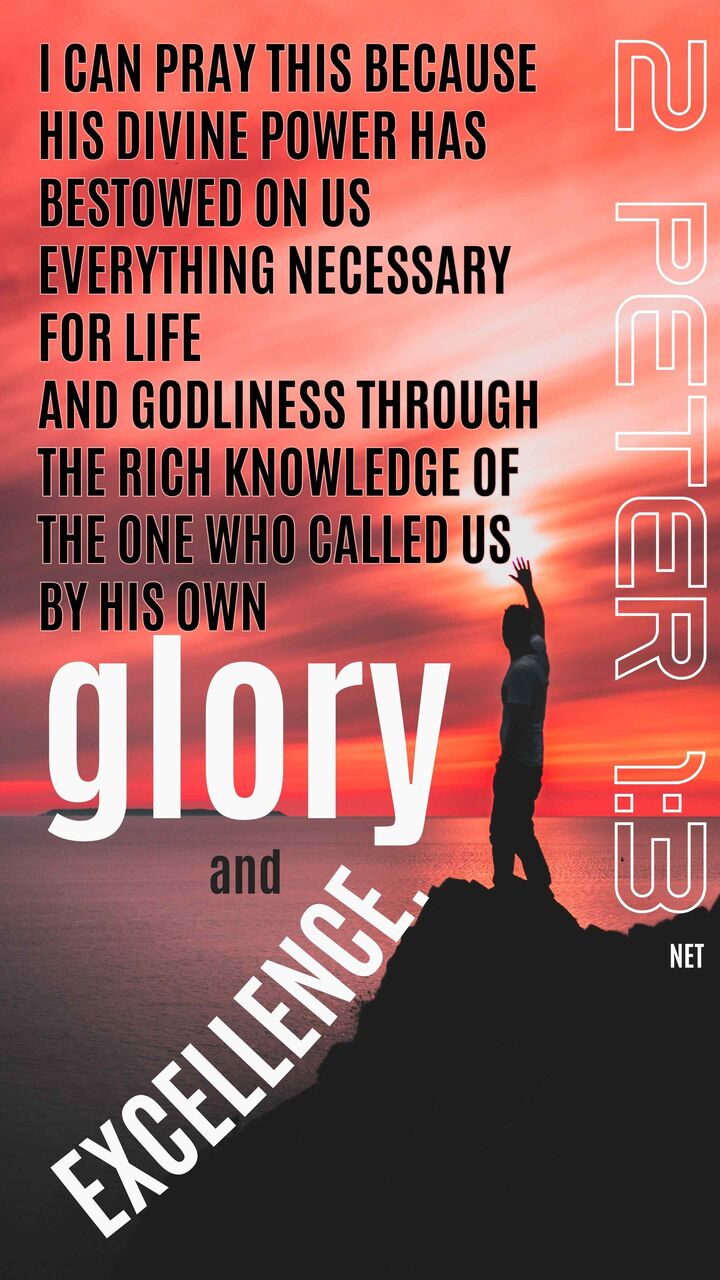 I CAN PRAY THIS BECAUSE
HIS DIVINE POWER HAS
BESTOWED ON US
EVERYTHING NECESSARY
FOR LIFE
AND GODLINESS THROUGH
THE RICH KNOWLEDGE OF
THE ONE WHO CALLED US
BY HIS OWN
glory
and
EXCELLENCE.
2 PETER 1:3
NET